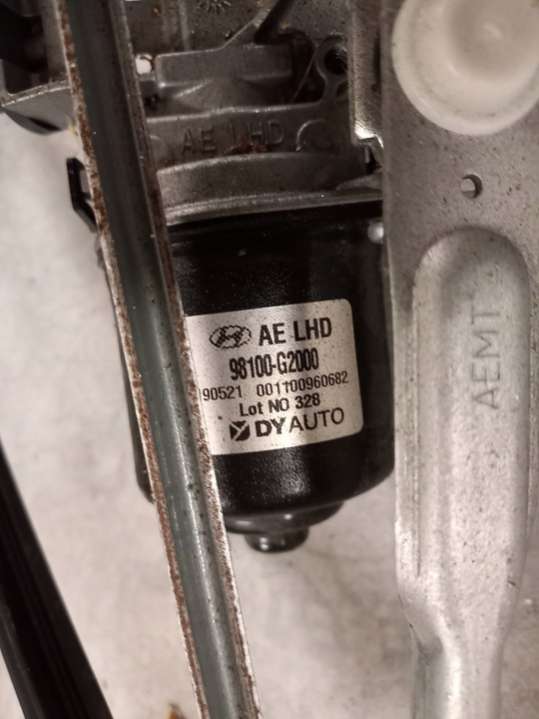 AE LHD
AE LHD
98100-G2000
90521 001100960682
Lot NO 328
DYAUTO
AEMT